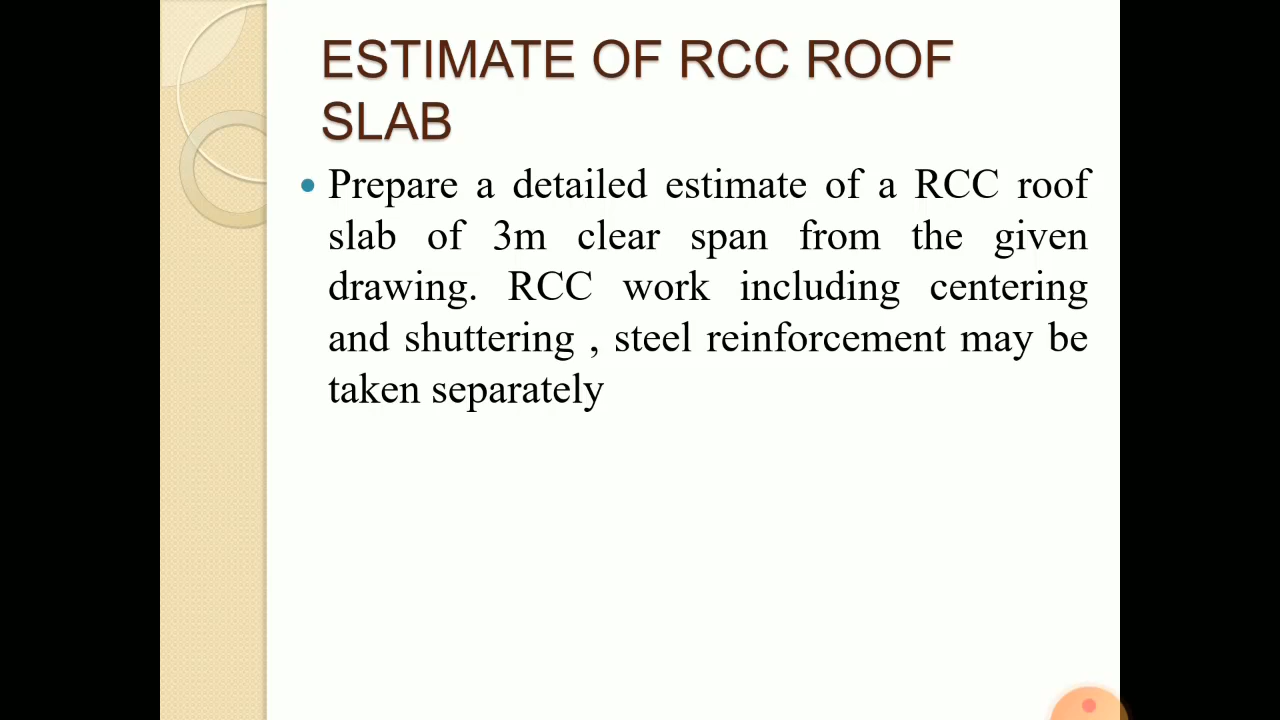 ESTIMATE OF RCC ROOF
SLAB
• Prepare a detailed estimate of a RCC roof
slab of 3m clear span from the given
drawing. RCC work including centering
and shuttering , steel reinforcement may be
taken separately